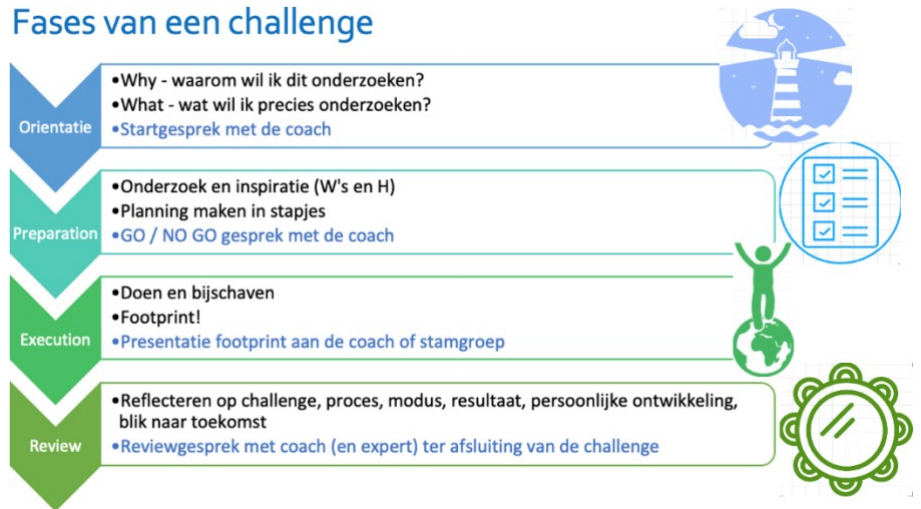 Fases van een challenge
Orientatie
•Why - waarom wil ik dit onderzoeken?
•What - wat wil ik precies onderzoeken?
•Startgesprek met de coach
Preparation
•Onderzoek en inspiratie (W's en H)
•Planning maken in stapjes
•GO / NO GO gesprek met de coach
Execution
•Doen en bijschaven
•Footprint!
•Presentatie footprint aan de coach of stamgroep
Review
•Reflecteren op challenge, proces, modus, resultaat, persoonlijke ontwikkeling,
blik naar toekomst
•Reviewgesprek met coach (en expert) ter afsluiting van de challenge